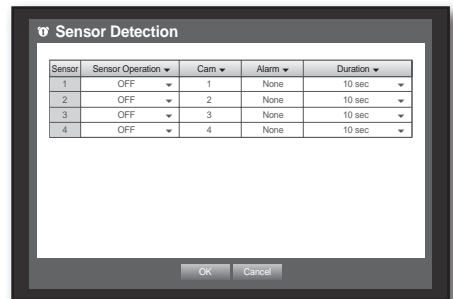 Sensor Detection
Sensor Sensor Operation Cam Alarm Duration
1 OFF 1 None 10 sec
2 OFF 2 None 10 sec
3 OFF 3 None 10 sec
4 OFF 4 None 10 sec
OK Cancel